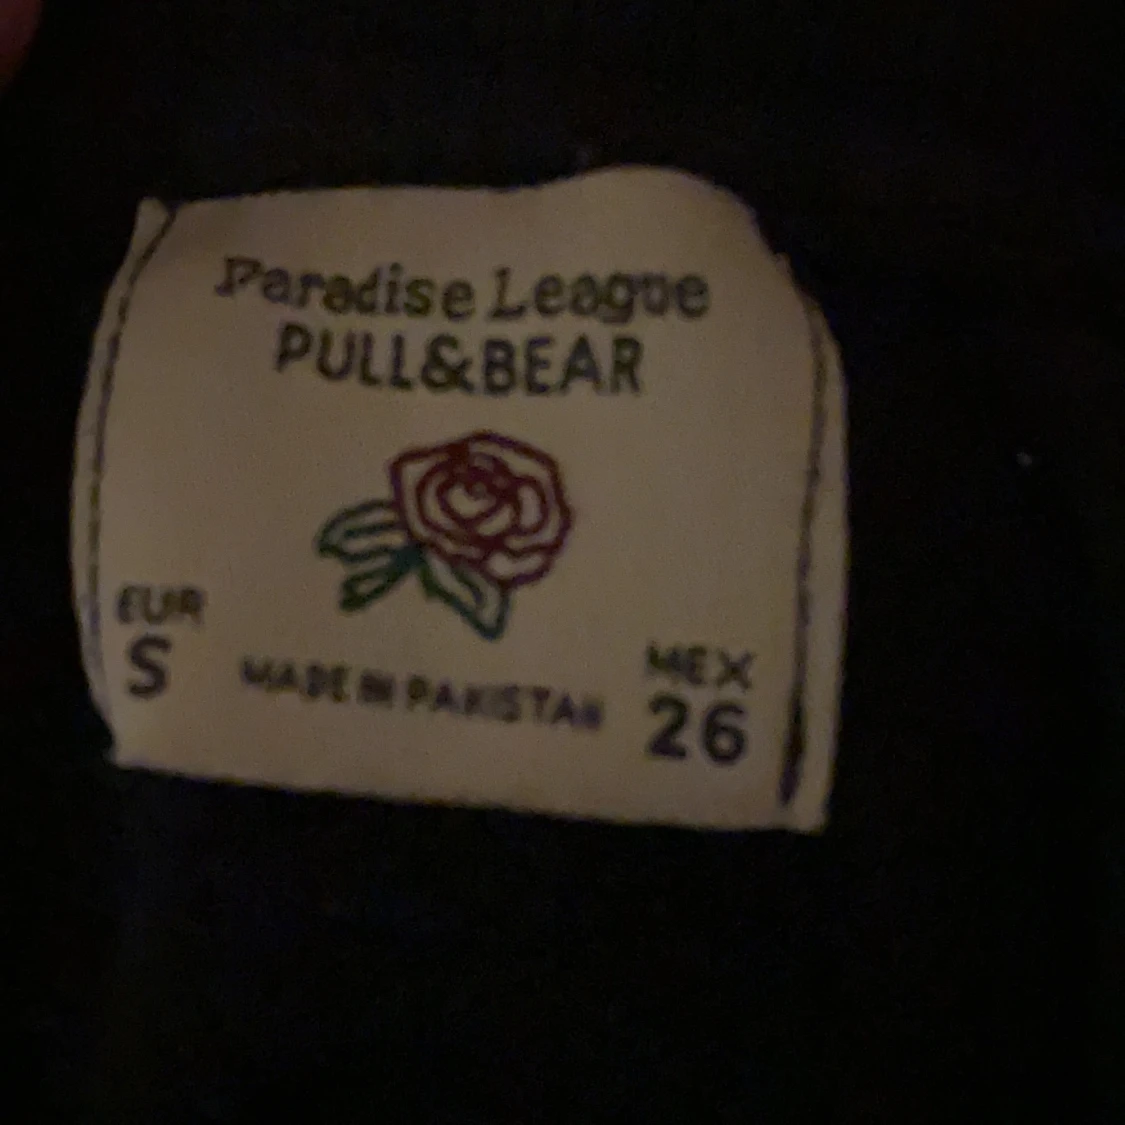 Paradise League
PULL&BEAR
EUR
S
MADE IN PAKISTAN
MEX
26